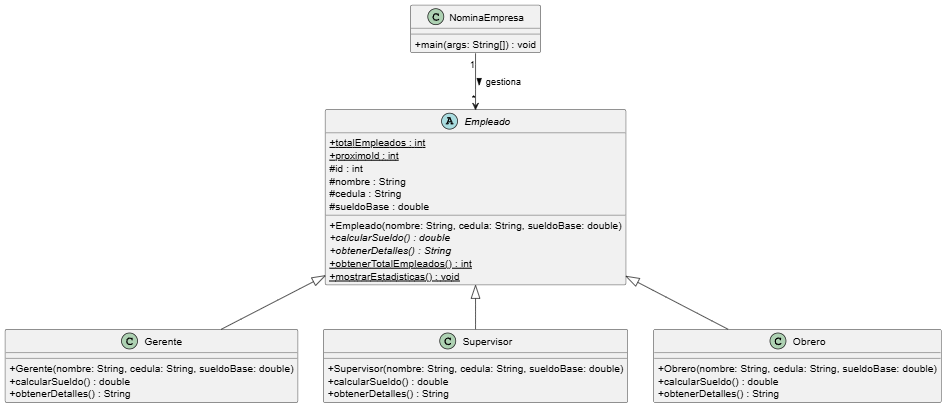 C NominaEmpresa
+main(args: String[]) : void
1
gestiona
*
A Empleado
+totalEmpleados : int
+proximoId : int
#id : int
#nombre : String
#cedula : String
#sueldoBase : double
+Empleado(nombre: String, cedula: String, sueldoBase: double)
+calcularSueldo() : double
+obtenerDetalles() : String
+obtenerTotalEmpleados() : int
+mostrarEstadisticas() : void
C Gerente
+Gerente(nombre: String, cedula: String, sueldoBase: double)
+calcularSueldo() : double
+obtenerDetalles() : String
C Supervisor
+Supervisor(nombre: String, cedula: String, sueldoBase: double)
+calcularSueldo() : double
+obtenerDetalles() : String
C Obrero
+Obrero(nombre: String, cedula: String, sueldoBase: double)
+calcularSueldo() : double
+obtenerDetalles() : String